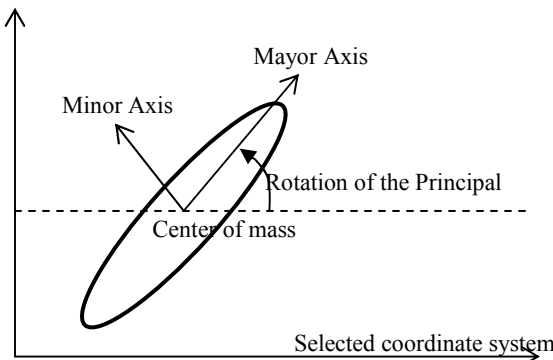 Mayor Axis
Minor Axis
Rotation of the Principal
Center of mass
Selected coordinate system